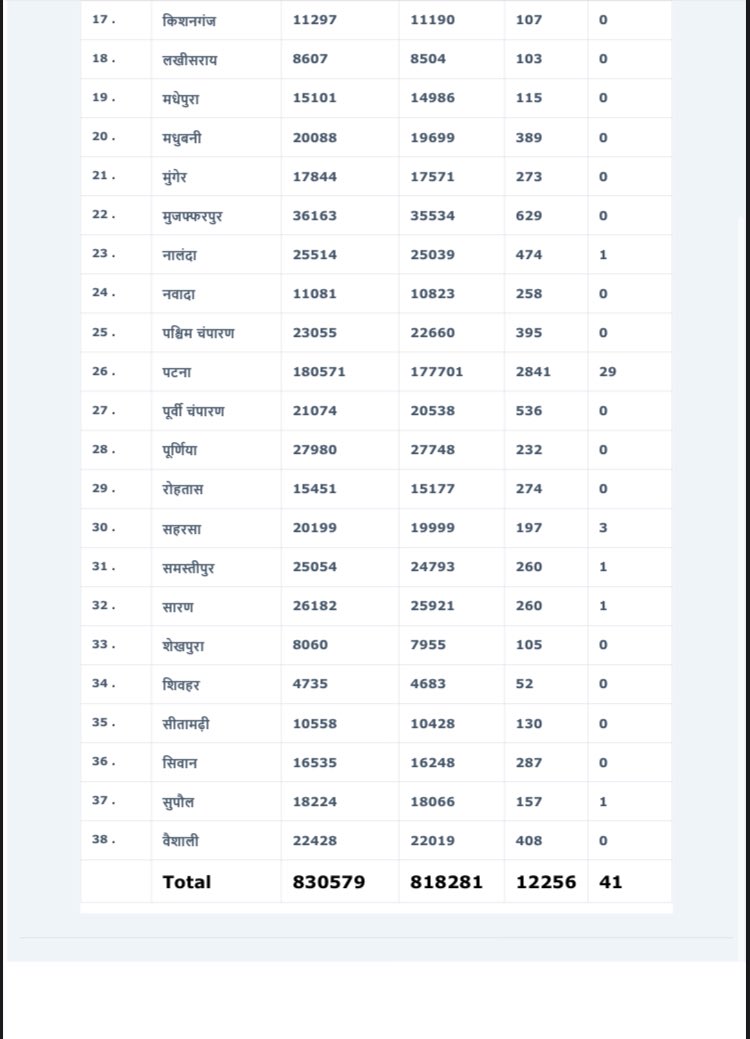 17 . किशनगंज 11297 11190 107 0
18 . लखीसराय 8607 8504 103 0
19 . मधेपुरा 15101 14986 115 0
20 . मधुबनी 20088 19699 389 0
21 . मुंगेर 17844 17571 273 0
22 . मुजफ्फरपुर 36163 35534 629 0
23 . नालंदा 25514 25039 474 1
24 . नवादा 11081 10823 258 0
25 . पश्चिम चंपारण 23055 22660 395 0
26 . पटना 180571 177701 2841 29
27 . पूर्वी चंपारण 21074 20538 536 0
28 . पूर्णिया 27980 27748 232 0
29 . रोहतास 15451 15177 274 0
30 . सहरसा 20199 19999 197 3
31 . समस्तीपुर 25054 24793 260 1
32 . सारण 26182 25921 260 1
33 . शेखपुरा 8060 7955 105 0
34 . शिवहर 4735 4683 52 0
35 . सीतामढ़ी 10558 10428 130 0
36 . सिवान 16535 16248 287 0
37 . सुपौल 18224 18066 157 1
38 . वैशाली 22428 22019 408 0
Total 830579 818281 12256 41